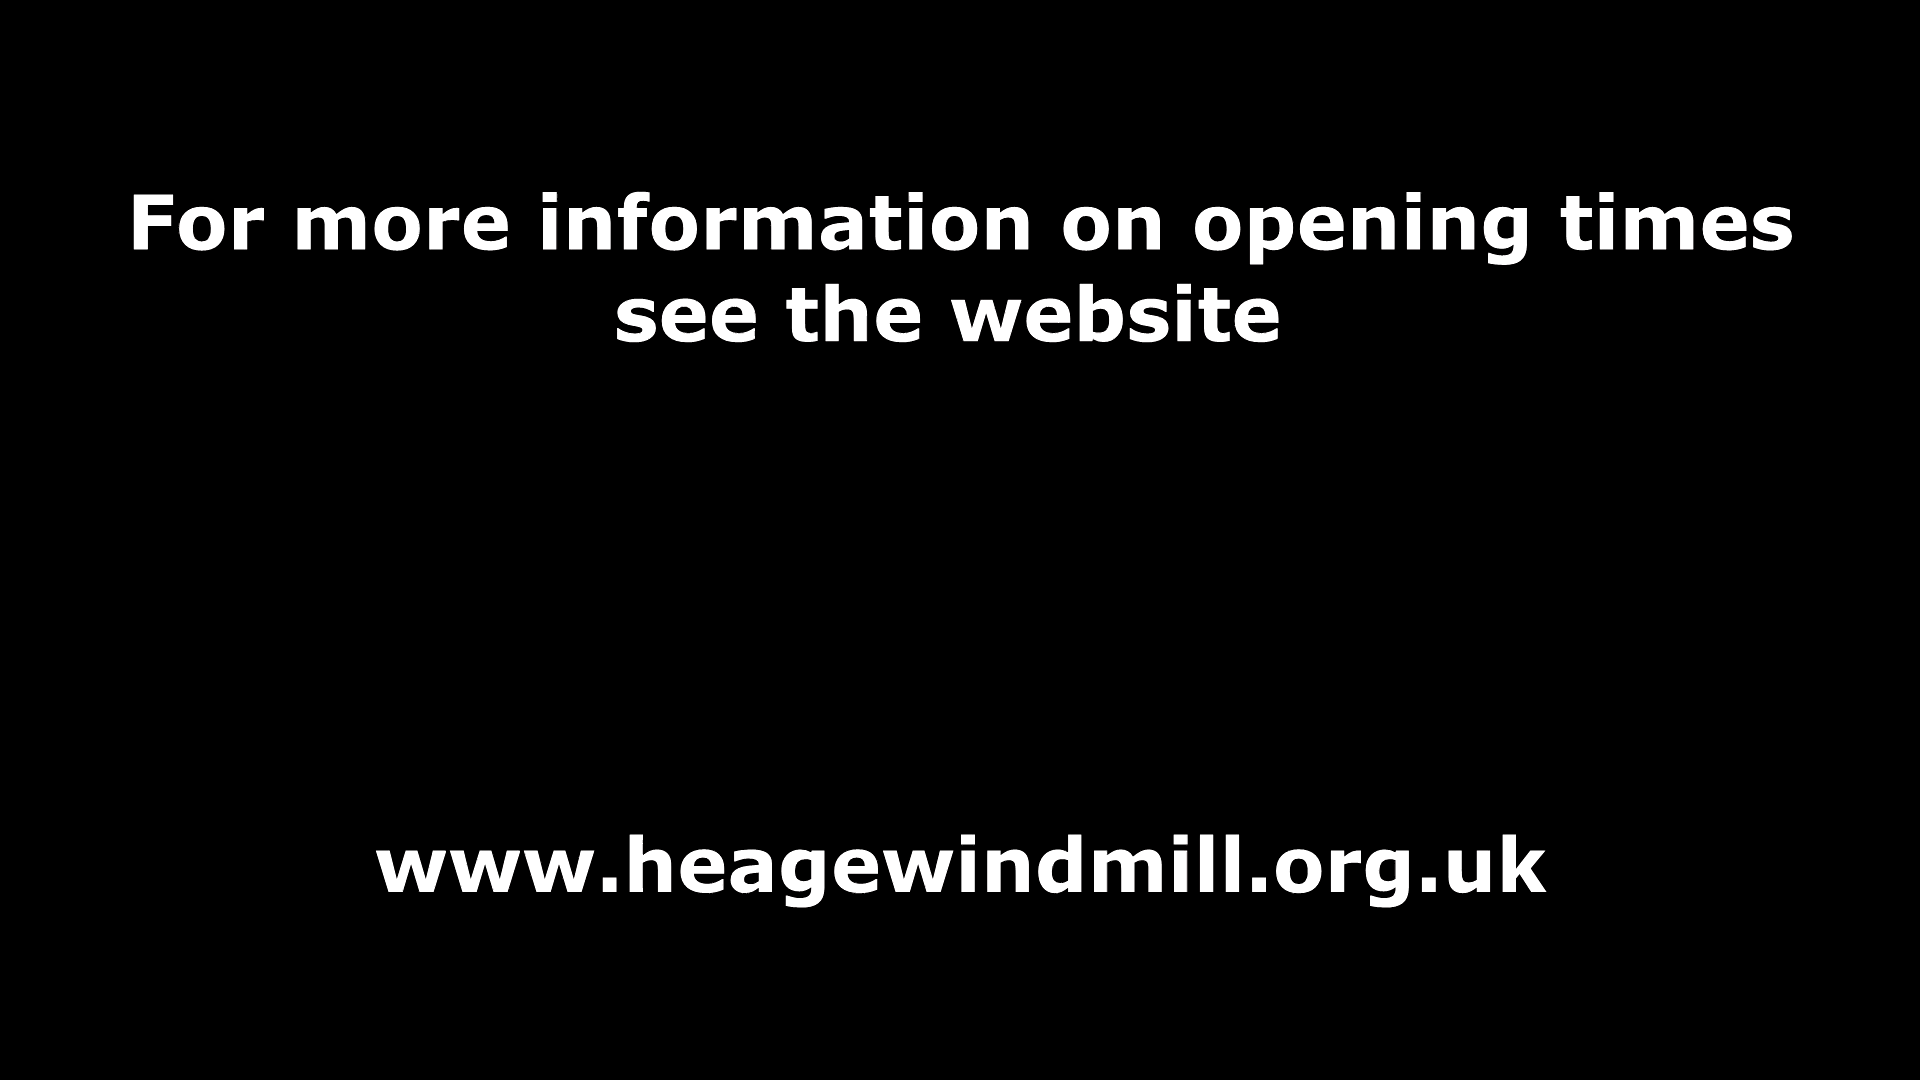 For more information on opening times
see the website
www.heagewindmill.org.uk